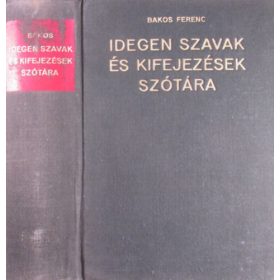 BAKOS
IDEGEN SZAVAK
ÉS KIFEJEZÉSEK
SZÓTÁRA
BAKOS FERENC
IDEGEN SZAVAK
ÉS KIFEJEZÉSEK
SZÓTÁRA